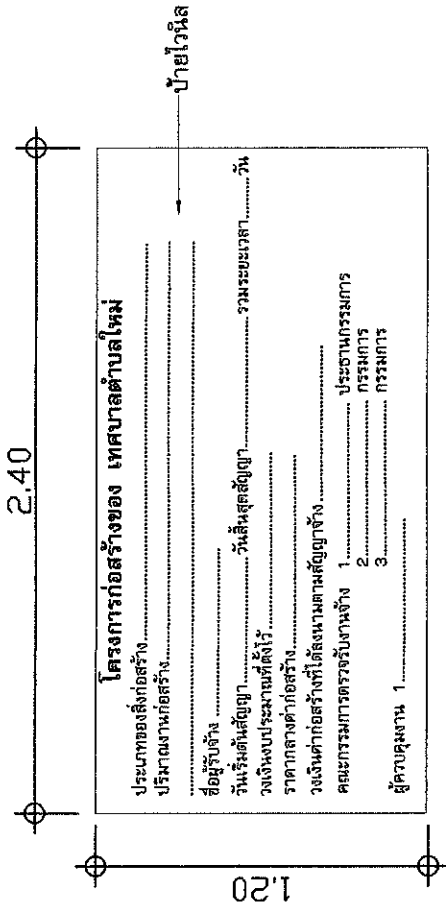 2.40
1.20
ป้ายไวนิล
โครงการก่อสร้างของ เทศบาลตำบลใหม่
ประเภทของสิ่งก่อสร้าง
ปริมาณงานก่อสร้าง
ชื่อผู้รับจ้าง
วันเริ่มต้นสัญญา วันสิ้นสุดสัญญา รวมระยะเวลา วัน
วงเงินงบประมาณที่ตั้งไว้
ราคากลางค่าก่อสร้าง
วงเงินค่าก่อสร้างที่ได้ลงนามตามสัญญาจ้าง
คณะกรรมการตรวจรับงานจ้าง 1 ประธานกรรมการ
2 กรรมการ
3 กรรมการ
ผู้ควบคุมงาน 1